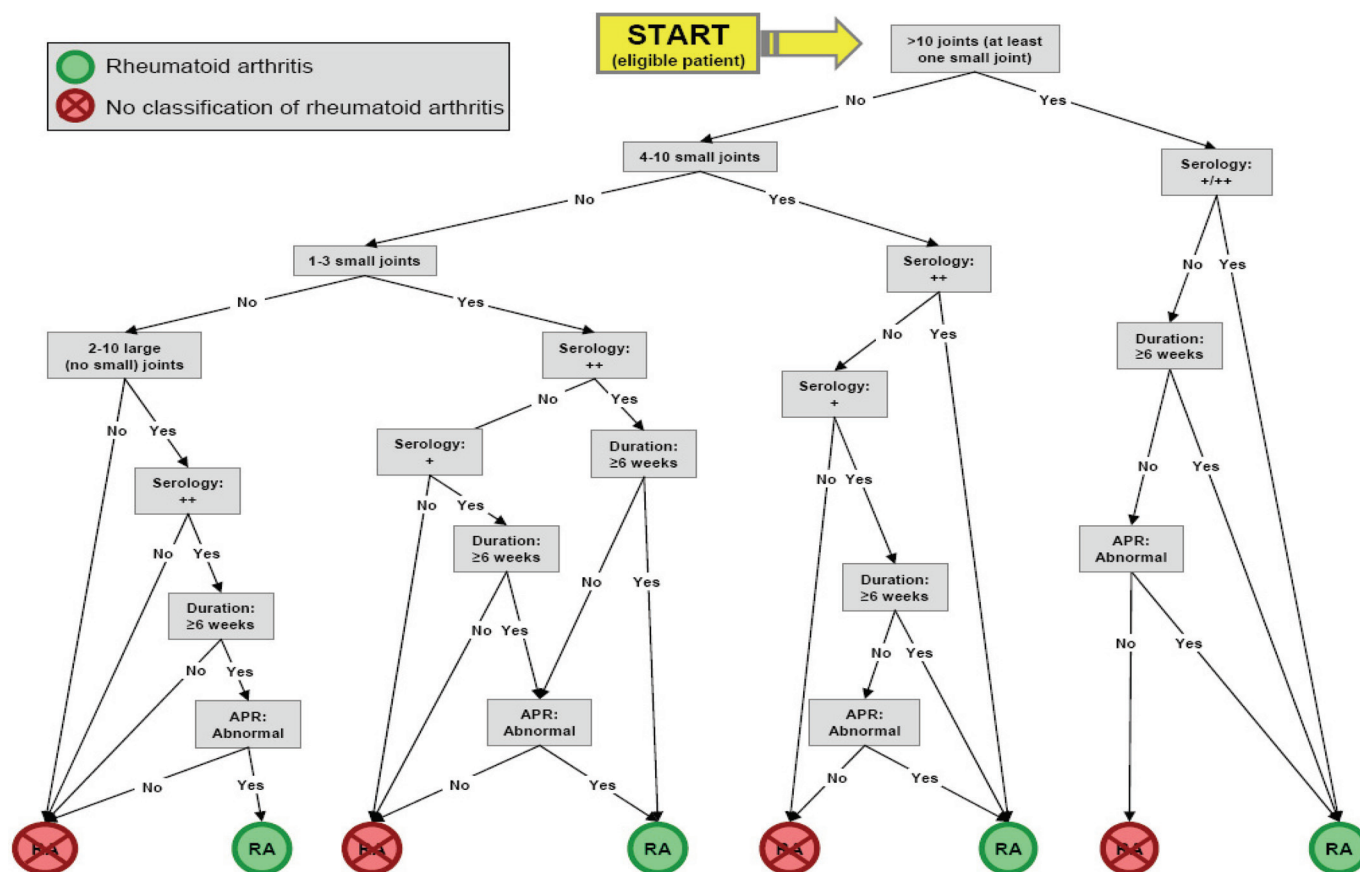 START
(eligible patient)
>10 joints (at least
one small joint)
Rheumatoid arthritis
No classification of rheumatoid arthritis
No
Yes
4-10 small joints
Serology:
+/++
No
Yes
1-3 small joints
Serology:
++
No
Yes
No
Yes
2-10 large
(no small) joints
Serology:
++
No
Yes
Duration:
≥6 weeks
Serology:
+
No
Yes
No
Yes
Serology:
+
Duration:
≥6 weeks
No
Yes
Serology:
++
No
Yes
No
Yes
APR:
Abnormal
No
Yes
Duration:
≥6 weeks
Duration:
≥6 weeks
No
Yes
Duration:
≥6 weeks
No
Yes
No
Yes
No
Yes
No
Yes
APR:
Abnormal
APR:
Abnormal
APR:
Abnormal
No
Yes
No
Yes
No
Yes
RA
RA
RA
RA
RA
RA
RA
RA